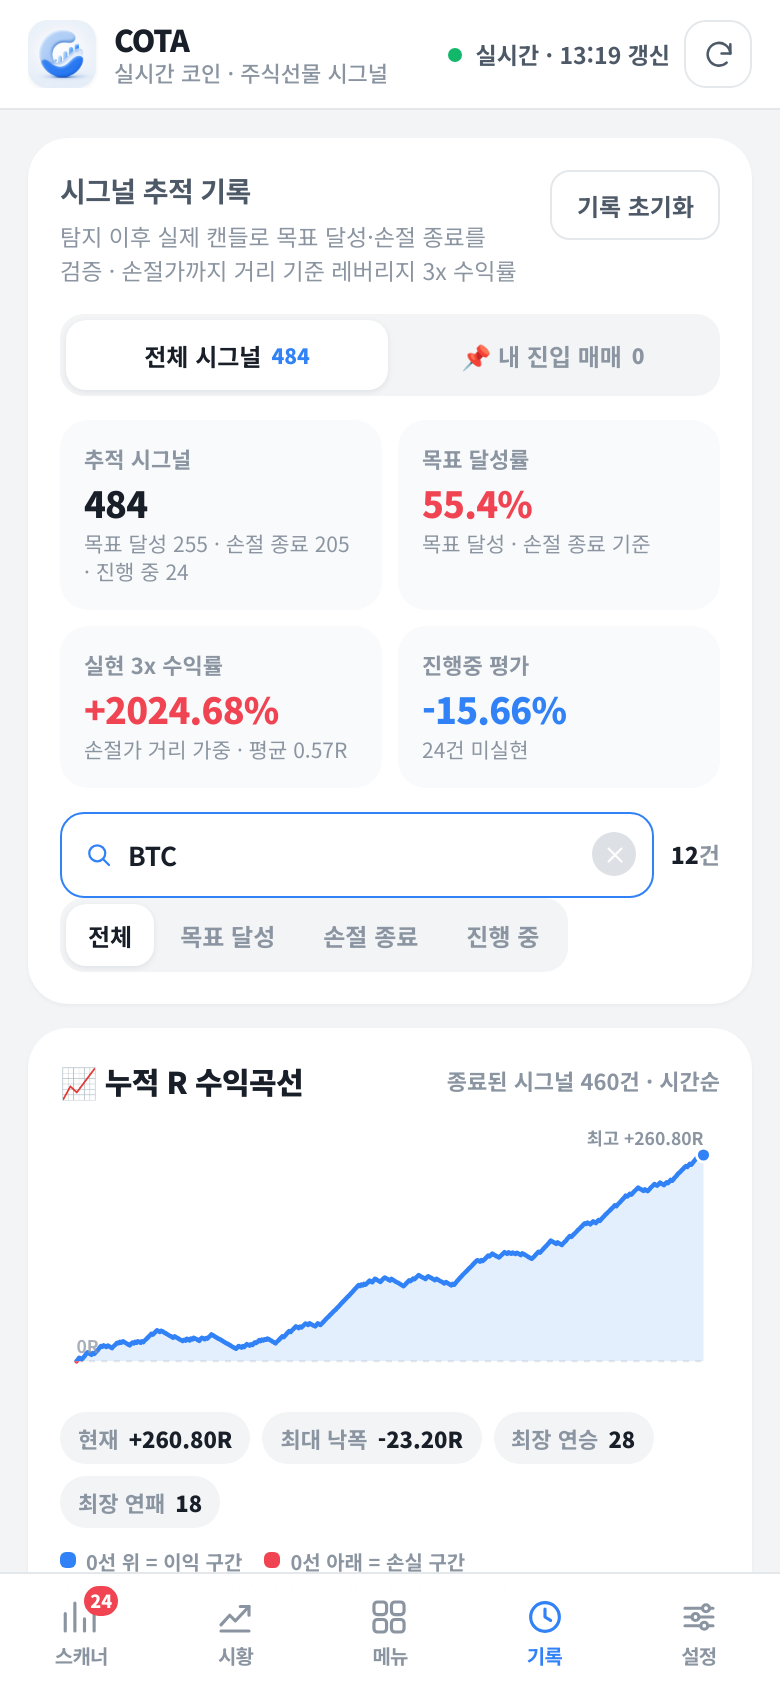 COTA
실시간 코인 · 주식선물 시그널
실시간 · 13:19 갱신
시그널 추적 기록
기록 초기화
탐지 이후 실제 캔들로 목표 달성·손절 종료를
검증 · 손절가까지 거리 기준 레버리지 3x 수익률
전체 시그널 484
📌 내 진입 매매 0
추적 시그널
484
목표 달성 255 · 손절 종료 205
· 진행 중 24
목표 달성률
55.4%
목표 달성 · 손절 종료 기준
실현 3x 수익률
+2024.68%
손절가 거리 가중 · 평균 0.57R
진행중 평가
-15.66%
24건 미실현
BTC
12건
전체
목표 달성
손절 종료
진행 중
📈 누적 R 수익곡선
종료된 시그널 460건 · 시간순
최고 +260.80R
0R
현재 +260.80R
최대 낙폭 -23.20R
최장 연승 28
최장 연패 18
0선 위 = 이익 구간
0선 아래 = 손실 구간
24
스캐너
시황
메뉴
기록
설정